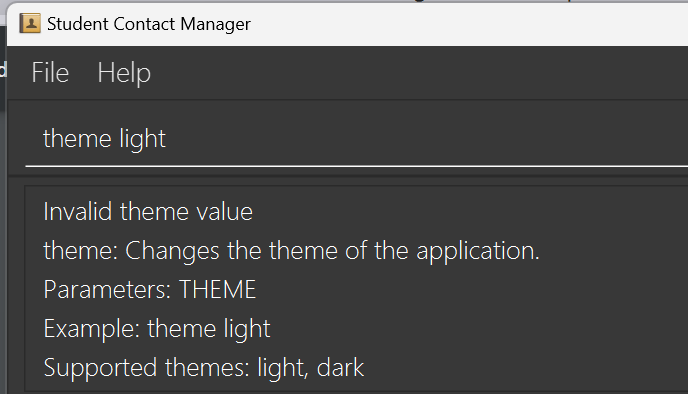 Student Contact Manager
File Help
theme light
Invalid theme value
theme: Changes the theme of the application.
Parameters: THEME
Example: theme light
Supported themes: light, dark